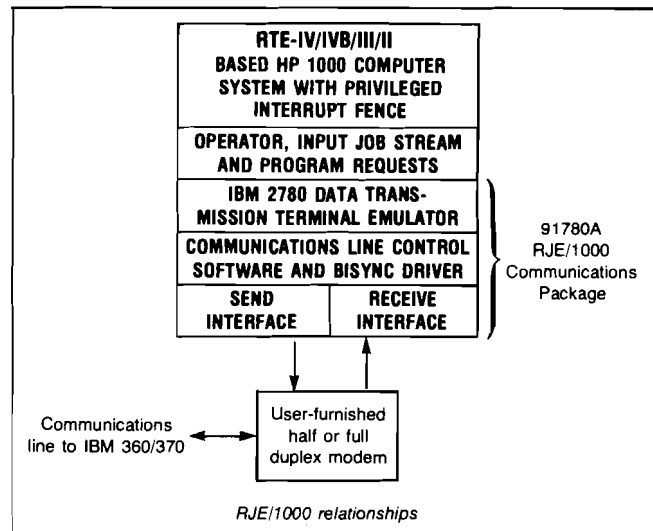 RTE-IV/IVB/III/II
BASED HP 1000 COMPUTER
SYSTEM WITH PRIVILEGED
INTERRUPT FENCE
OPERATOR, INPUT JOB STREAM
AND PROGRAM REQUESTS
IBM 2780 DATA TRANS-
MISSION TERMINAL EMULATOR
COMMUNICATIONS LINE CONTROL
SOFTWARE AND BISYNC DRIVER
SEND
INTERFACE
RECEIVE
INTERFACE
91780A
RJE/1000
Communications
Package
User-furnished
half or full
duplex modem
Communications
line to IBM 360/370
RJE/1000 relationships